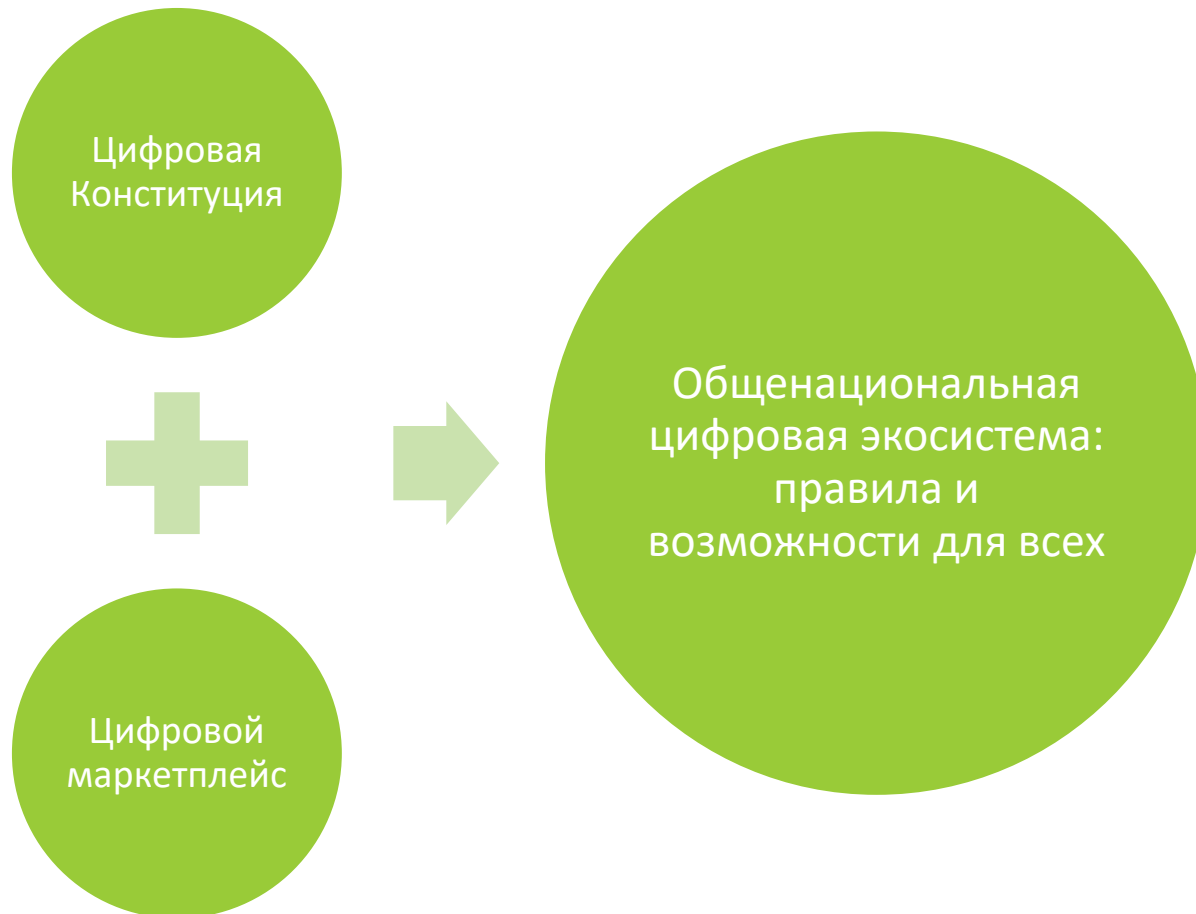 Цифровая
Конституция
Цифровой
маркетплейс
Общенациональная
цифровая экосистема:
правила и
возможности для всех